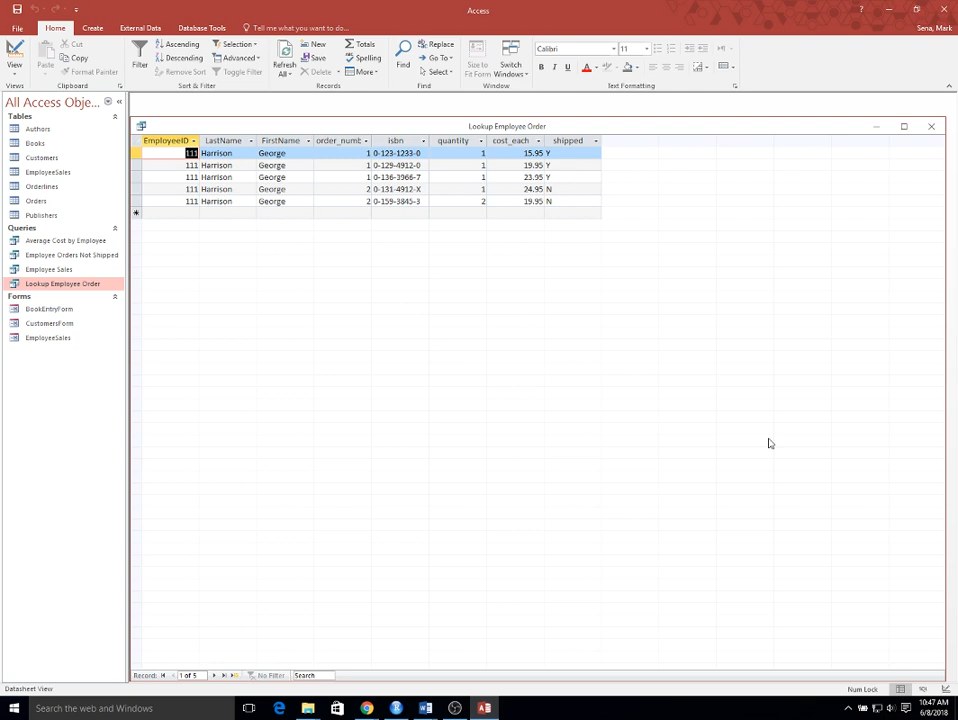 Access
Sena, Mark
File Home Create External Data Database Tools Tell me what you want to do...
View Paste Cut Copy Format Painter Filter Ascending Descending Remove Sort Selection Advanced Toggle Filter Refresh All New Save Delete Totals Spelling More Find Replace Go To Select Size to Fit Form Switch Windows Calibri 11 B I U A
Views Clipboard Sort & Filter Records Find Window Text Formatting
All Access Obje...
Tables
Authors
Books
Customers
EmployeeSales
Orderlines
Orders
Publishers
Queries
Average Cost by Employee
Employee Orders Not Shipped
Employee Sales
Lookup Employee Order
Forms
BookEntryForm
CustomersForm
EmployeeSales
Lookup Employee Order
EmployeeID LastName FirstName order_numb isbn quantity cost_each shipped
111 Harrison George 1 0-123-1233-0 1 15.95 Y
111 Harrison George 1 0-129-4912-0 1 19.95 Y
111 Harrison George 1 0-136-3966-7 1 23.95 Y
111 Harrison George 2 0-131-4912-X 1 24.95 N
111 Harrison George 2 0-159-3845-3 2 19.95 N
Record: 1 of 5 No Filter Search
Datasheet View Num Lock
Search the web and Windows
10:47 AM
6/8/2018